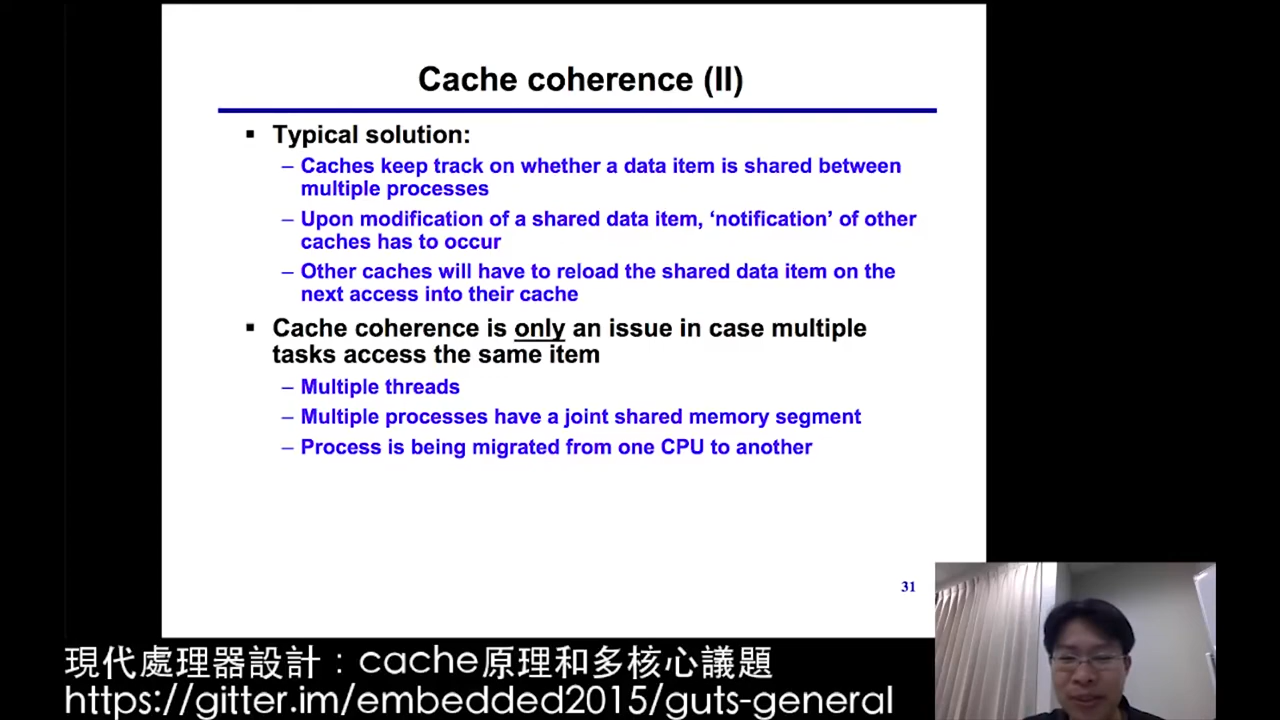 Cache coherence (II)
▪ Typical solution:
– Caches keep track on whether a data item is shared between
multiple processes
– Upon modification of a shared data item, ‘notification’ of other
caches has to occur
– Other caches will have to reload the shared data item on the
next access into their cache
▪ Cache coherence is only an issue in case multiple
tasks access the same item
– Multiple threads
– Multiple processes have a joint shared memory segment
– Process is being migrated from one CPU to another
31
現代處理器設計：cache原理和多核心議題
https://gitter.im/embedded2015/guts-general